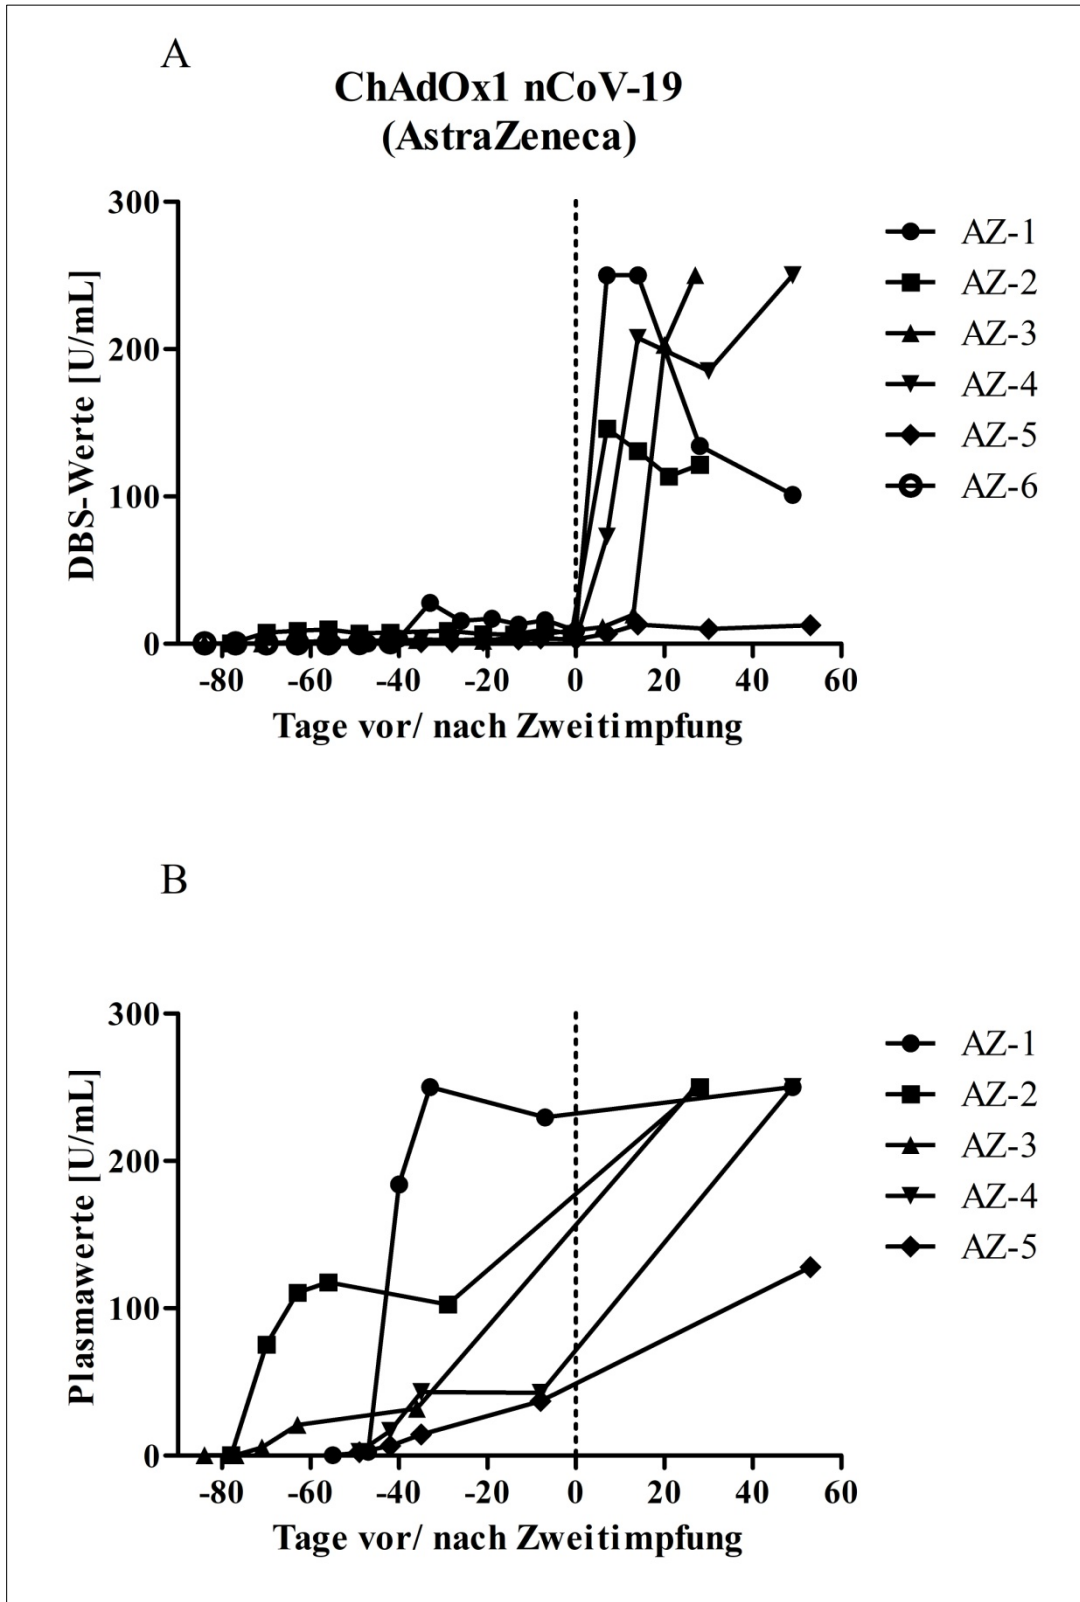 A
ChAdOx1 nCoV-19
(AstraZeneca)
DBS-Werte [U/mL]
300
200
100
0
-80 -60 -40 -20 0 20 40 60
Tage vor/ nach Zweitimpfung
AZ-1
AZ-2
AZ-3
AZ-4
AZ-5
AZ-6
B
Plasmawerte [U/mL]
300
200
100
0
-80 -60 -40 -20 0 20 40 60
Tage vor/ nach Zweitimpfung
AZ-1
AZ-2
AZ-3
AZ-4
AZ-5